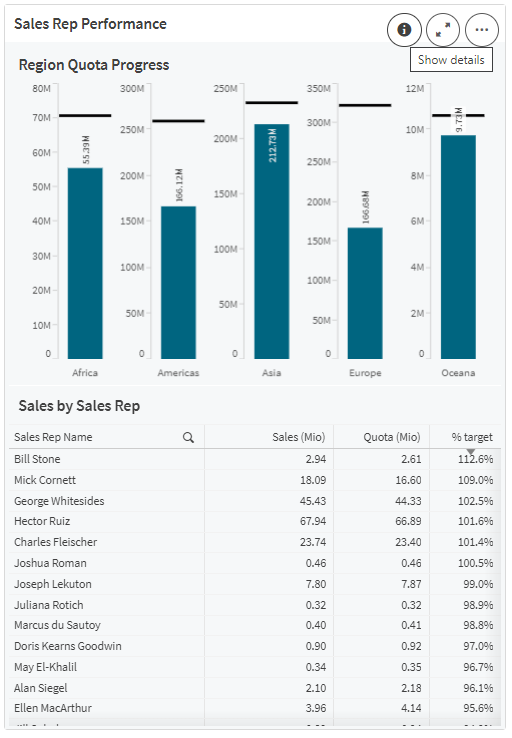 Sales Rep Performance
Show details
Region Quota Progress
80M 300M 250M 350M 12M
70M 250M 200M 300M 10M
60M 200M 150M 250M 8M
50M 150M 100M 200M 6M
40M 100M 50M 150M 4M
30M 50M 0 100M 2M
20M 0 50M 0
10M 0
0
55.39M 166.12M 212.73M 166.68M 9.73M
Africa Americas Asia Europe Oceana
Sales by Sales Rep
Sales Rep Name Sales (Mio) Quota (Mio) % target
Bill Stone 2.94 2.61 112.6%
Mick Cornett 18.09 16.60 109.0%
George Whitesides 45.43 44.33 102.5%
Hector Ruiz 67.94 66.89 101.6%
Charles Fleischer 23.74 23.40 101.4%
Joshua Roman 0.46 0.46 100.5%
Joseph Lekuton 7.80 7.87 99.0%
Juliana Rotich 0.32 0.32 98.9%
Marcus du Sautoy 0.40 0.41 98.8%
Doris Kearns Goodwin 0.90 0.92 97.0%
May El-Khalil 0.34 0.35 96.7%
Alan Siegel 2.10 2.18 96.1%
Ellen MacArthur 3.96 4.14 95.6%